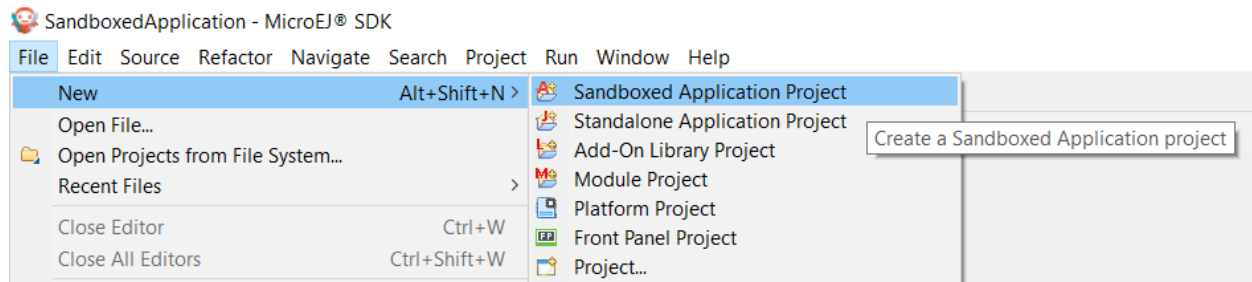 SandboxedApplication - MicroEJ® SDK
File Edit Source Refactor Navigate Search Project Run Window Help
New Alt+Shift+N >
Open File...
Open Projects from File System...
Recent Files >
Close Editor Ctrl+W
Close All Editors Ctrl+Shift+W
Sandboxed Application Project
Standalone Application Project
Add-On Library Project
Module Project
Platform Project
Front Panel Project
Project...
Create a Sandboxed Application project